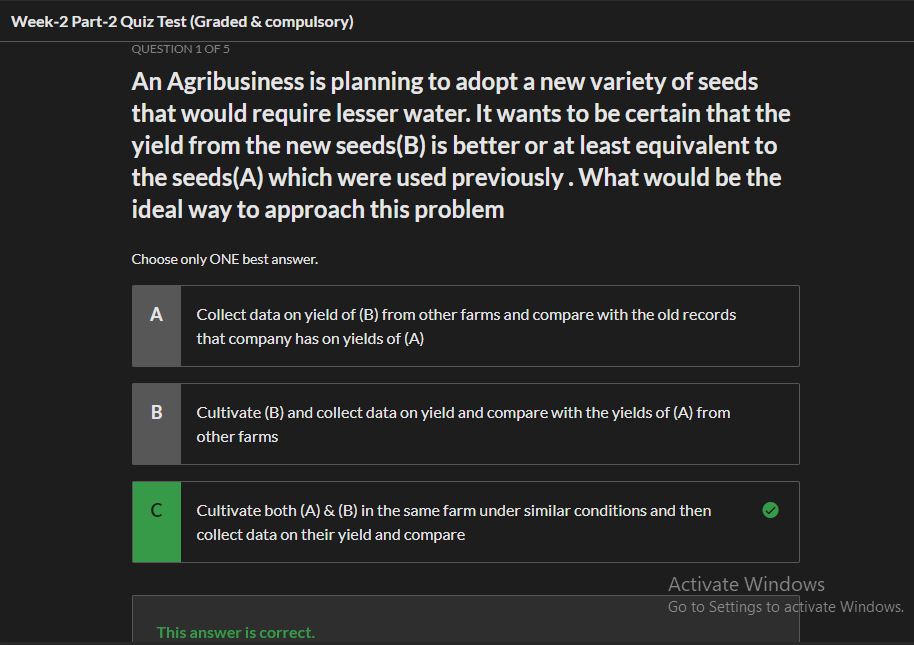 Week-2 Part-2 Quiz Test (Graded & compulsory)
QUESTION 1 OF 5
An Agribusiness is planning to adopt a new variety of seeds
that would require lesser water. It wants to be certain that the
yield from the new seeds(B) is better or at least equivalent to
the seeds(A) which were used previously . What would be the
ideal way to approach this problem
Choose only ONE best answer.
A
Collect data on yield of (B) from other farms and compare with the old records
that company has on yields of (A)
B
Cultivate (B) and collect data on yield and compare with the yields of (A) from
other farms
C
Cultivate both (A) & (B) in the same farm under similar conditions and then
collect data on their yield and compare
Activate Windows
Go to Settings to activate Windows.
This answer is correct.